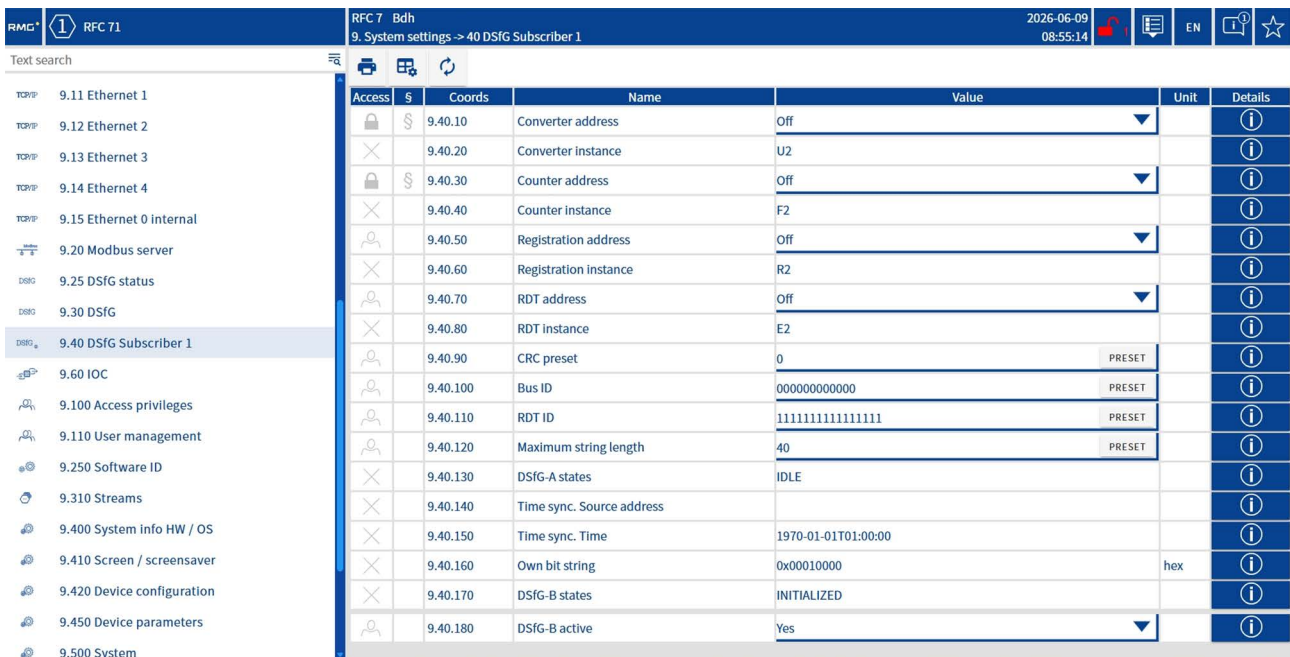 RMG 1 RFC 71
RFC 7 Bdh
9. System settings -> 40 DSfG Subscriber 1
2026-06-09
08:55:14
! EN 1
Text search
TCP/IP 9.11 Ethernet 1
TCP/IP 9.12 Ethernet 2
TCP/IP 9.13 Ethernet 3
TCP/IP 9.14 Ethernet 4
TCP/IP 9.15 Ethernet 0 internal
9.20 Modbus server
DSfG 9.25 DSfG status
DSfG 9.30 DSfG
DSfG 9.40 DSfG Subscriber 1
9.60 IOC
9.100 Access privileges
9.110 User management
9.250 Software ID
9.310 Streams
9.400 System info HW / OS
9.410 Screen / screensaver
9.420 Device configuration
9.450 Device parameters
9.500 System
Access § Coords Name Value Unit Details
§ 9.40.10 Converter address Off
9.40.20 Converter instance U2
§ 9.40.30 Counter address Off
9.40.40 Counter instance F2
9.40.50 Registration address Off
9.40.60 Registration instance R2
9.40.70 RDT address Off
9.40.80 RDT instance E2
9.40.90 CRC preset 0 PRESET
9.40.100 Bus ID 000000000000 PRESET
9.40.110 RDT ID 1111111111111111 PRESET
9.40.120 Maximum string length 40 PRESET
9.40.130 DSfG-A states IDLE
9.40.140 Time sync. Source address
9.40.150 Time sync. Time 1970-01-01T01:00:00
9.40.160 Own bit string 0x00010000 hex
9.40.170 DSfG-B states INITIALIZED
9.40.180 DSfG-B active Yes